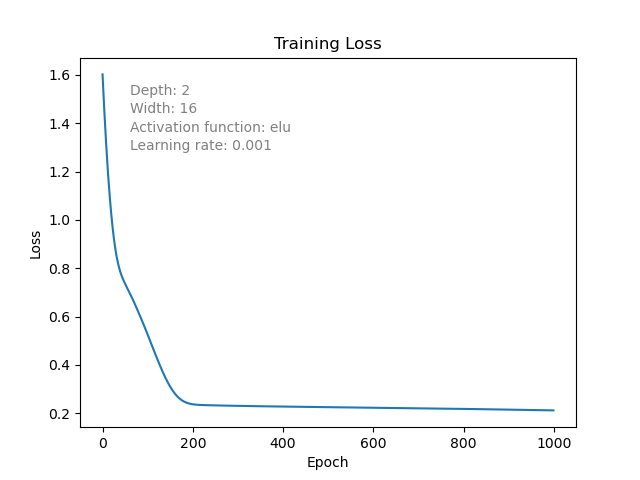 Training Loss
Depth: 2
Width: 16
Activation function: elu
Learning rate: 0.001
1.6
1.4
1.2
1.0
0.8
0.6
0.4
0.2
Loss
0 200 400 600 800 1000
Epoch